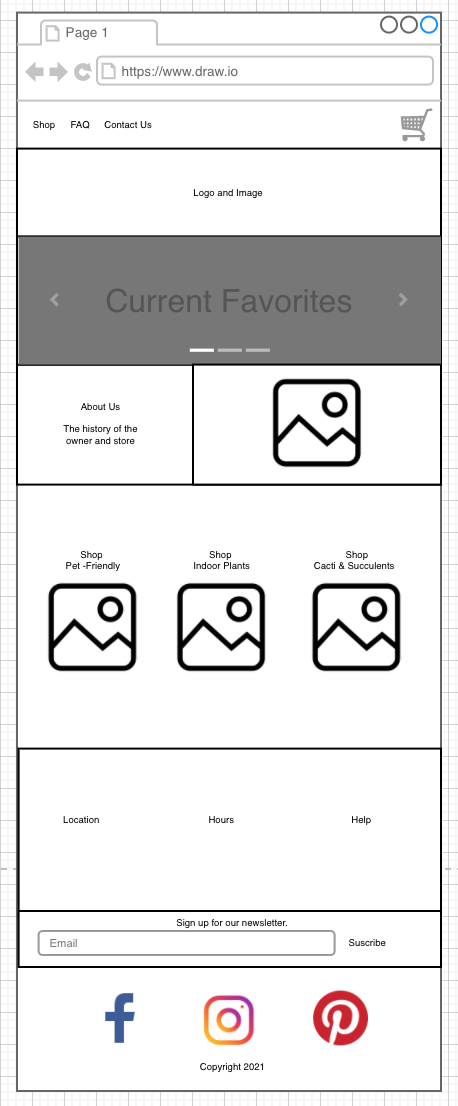 Page 1
https://www.draw.io
Shop FAQ Contact Us
Logo and Image
Current Favorites
About Us
The history of the
owner and store
Shop
Pet -Friendly
Shop
Indoor Plants
Shop
Cacti & Succulents
Location Hours Help
Sign up for our newsletter.
Email Suscribe
Copyright 2021